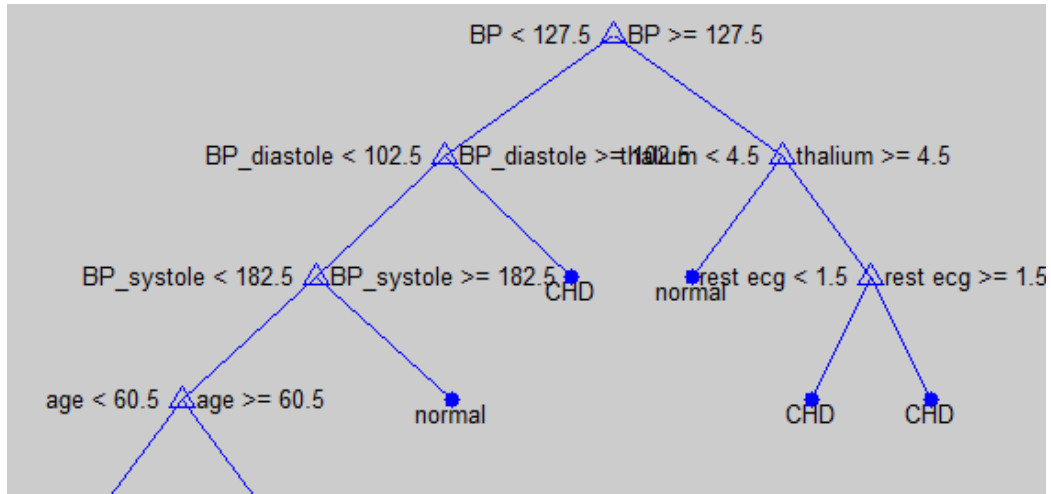 BP < 127.5 BP >= 127.5
BP_diastole < 102.5 BP_diastole >= 102.5 thalium < 4.5 thalium >= 4.5
BP_systole < 182.5 BP_systole >= 182.5 CHD normal rest ecg < 1.5 rest ecg >= 1.5
age < 60.5 age >= 60.5 normal CHD CHD